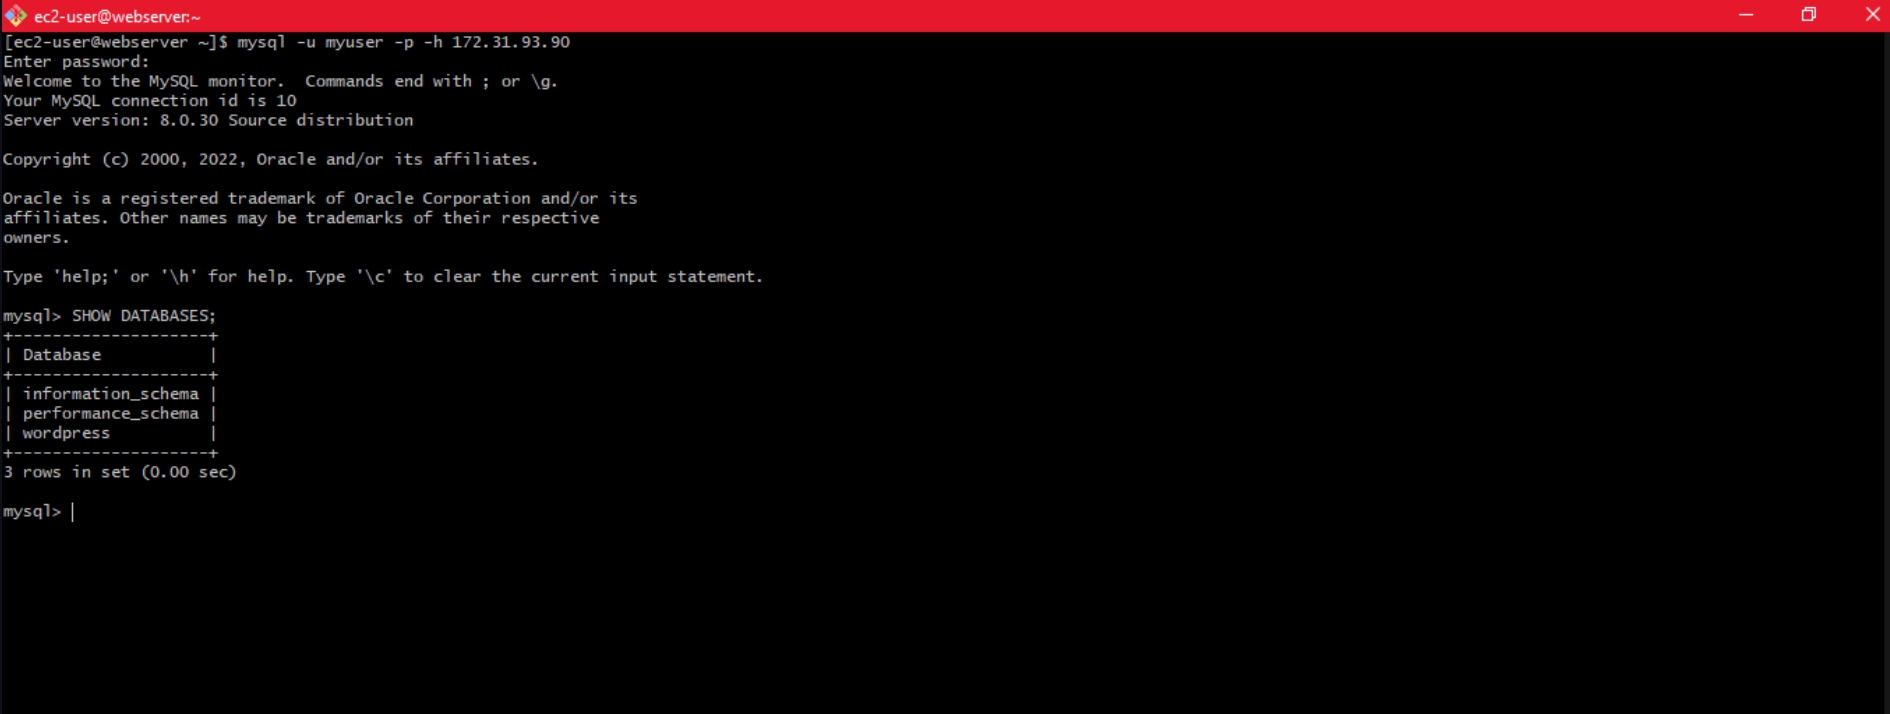 ec2-user@webserver:~
[ec2-user@webserver ~]$ mysql -u myuser -p -h 172.31.93.90
Enter password:
Welcome to the MySQL monitor.  Commands end with ; or \g.
Your MySQL connection id is 10
Server version: 8.0.30 Source distribution
Copyright (c) 2000, 2022, Oracle and/or its affiliates.
Oracle is a registered trademark of Oracle Corporation and/or its
affiliates. Other names may be trademarks of their respective
owners.
Type 'help;' or '\h' for help. Type '\c' to clear the current input statement.
mysql> SHOW DATABASES;
+--------------------+
| Database           |
+--------------------+
| information_schema |
| performance_schema |
| wordpress          |
+--------------------+
3 rows in set (0.00 sec)
mysql>